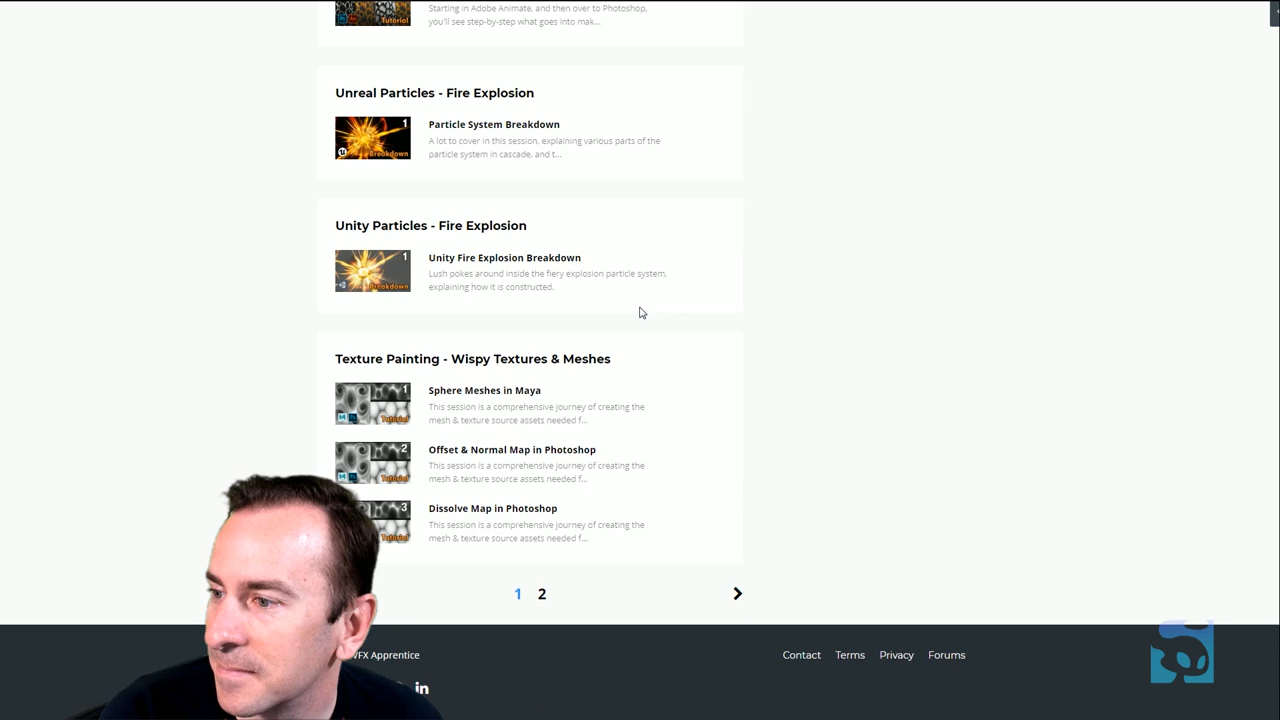 Tutorial
Starting in Adobe Animate, and then over to Photoshop,
you'll see step-by-step what goes into mak...
Unreal Particles - Fire Explosion
1
Breakdown
Particle System Breakdown
A lot to cover in this session, explaining various parts of the
particle system in cascade, and t...
Unity Particles - Fire Explosion
1
Breakdown
Unity Fire Explosion Breakdown
Lush pokes around inside the fiery explosion particle system,
explaining how it is constructed.
Texture Painting - Wispy Textures & Meshes
1
Tutorial
Sphere Meshes in Maya
This session is a comprehensive journey of creating the
mesh & texture source assets needed f...
2
Tutorial
Offset & Normal Map in Photoshop
This session is a comprehensive journey of creating the
mesh & texture source assets needed f...
3
Tutorial
Dissolve Map in Photoshop
This session is a comprehensive journey of creating the
mesh & texture source assets needed f...
1 2
VFX Apprentice
Contact Terms Privacy Forums
in